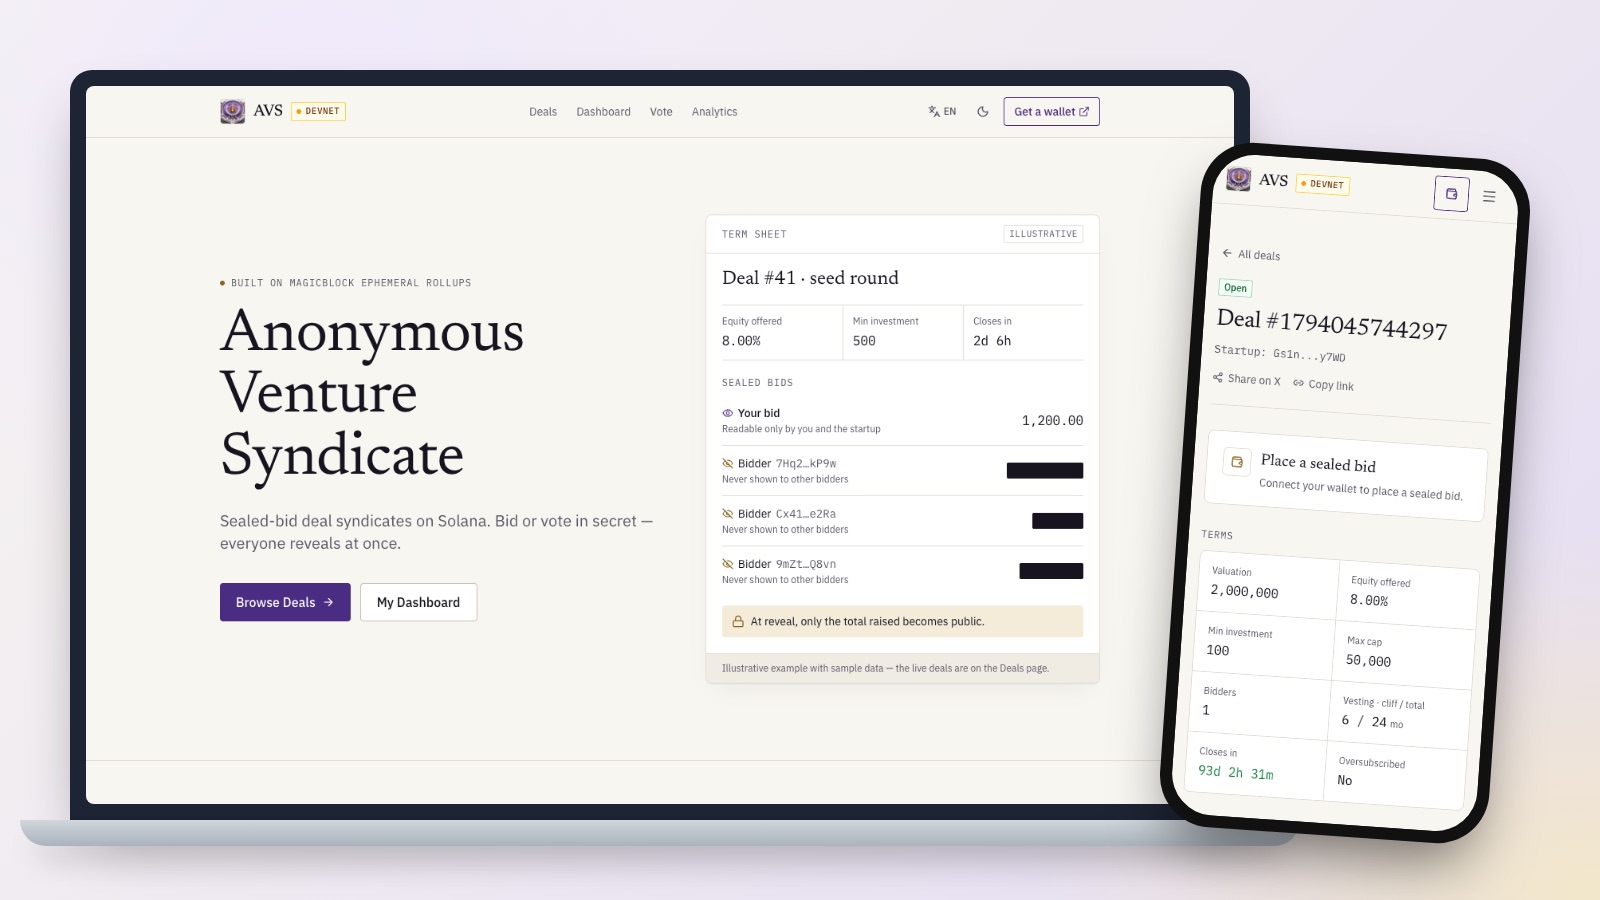 AVS
DEVNET
Deals
Dashboard
Vote
Analytics
EN
Get a wallet
BUILT ON MAGICBLOCK EPHEMERAL ROLLUPS
Anonymous
Venture
Syndicate
Sealed-bid deal syndicates on Solana. Bid or vote in secret —
everyone reveals at once.
Browse Deals →
My Dashboard
TERM SHEET
ILLUSTRATIVE
Deal #41 · seed round
Equity offered
8.00%
Min investment
500
Closes in
2d 6h
SEALED BIDS
Your bid
Readable only by you and the startup
1,200.00
Bidder 7Hq2…kP9w
Never shown to other bidders
Bidder Cx41…e2Ra
Never shown to other bidders
Bidder 9mZt…Q8vn
Never shown to other bidders
At reveal, only the total raised becomes public.
Illustrative example with sample data — the live deals are on the Deals page.
AVS
DEVNET
← All deals
Open
Deal #1794045744297
Startup: Gs1n...y7WD
Share on X
Copy link
Place a sealed bid
Connect your wallet to place a sealed bid.
TERMS
Valuation
2,000,000
Equity offered
8.00%
Min investment
100
Max cap
50,000
Bidders
1
Vesting · cliff / total
6 / 24 mo
Closes in
93d 2h 31m
Oversubscribed
No